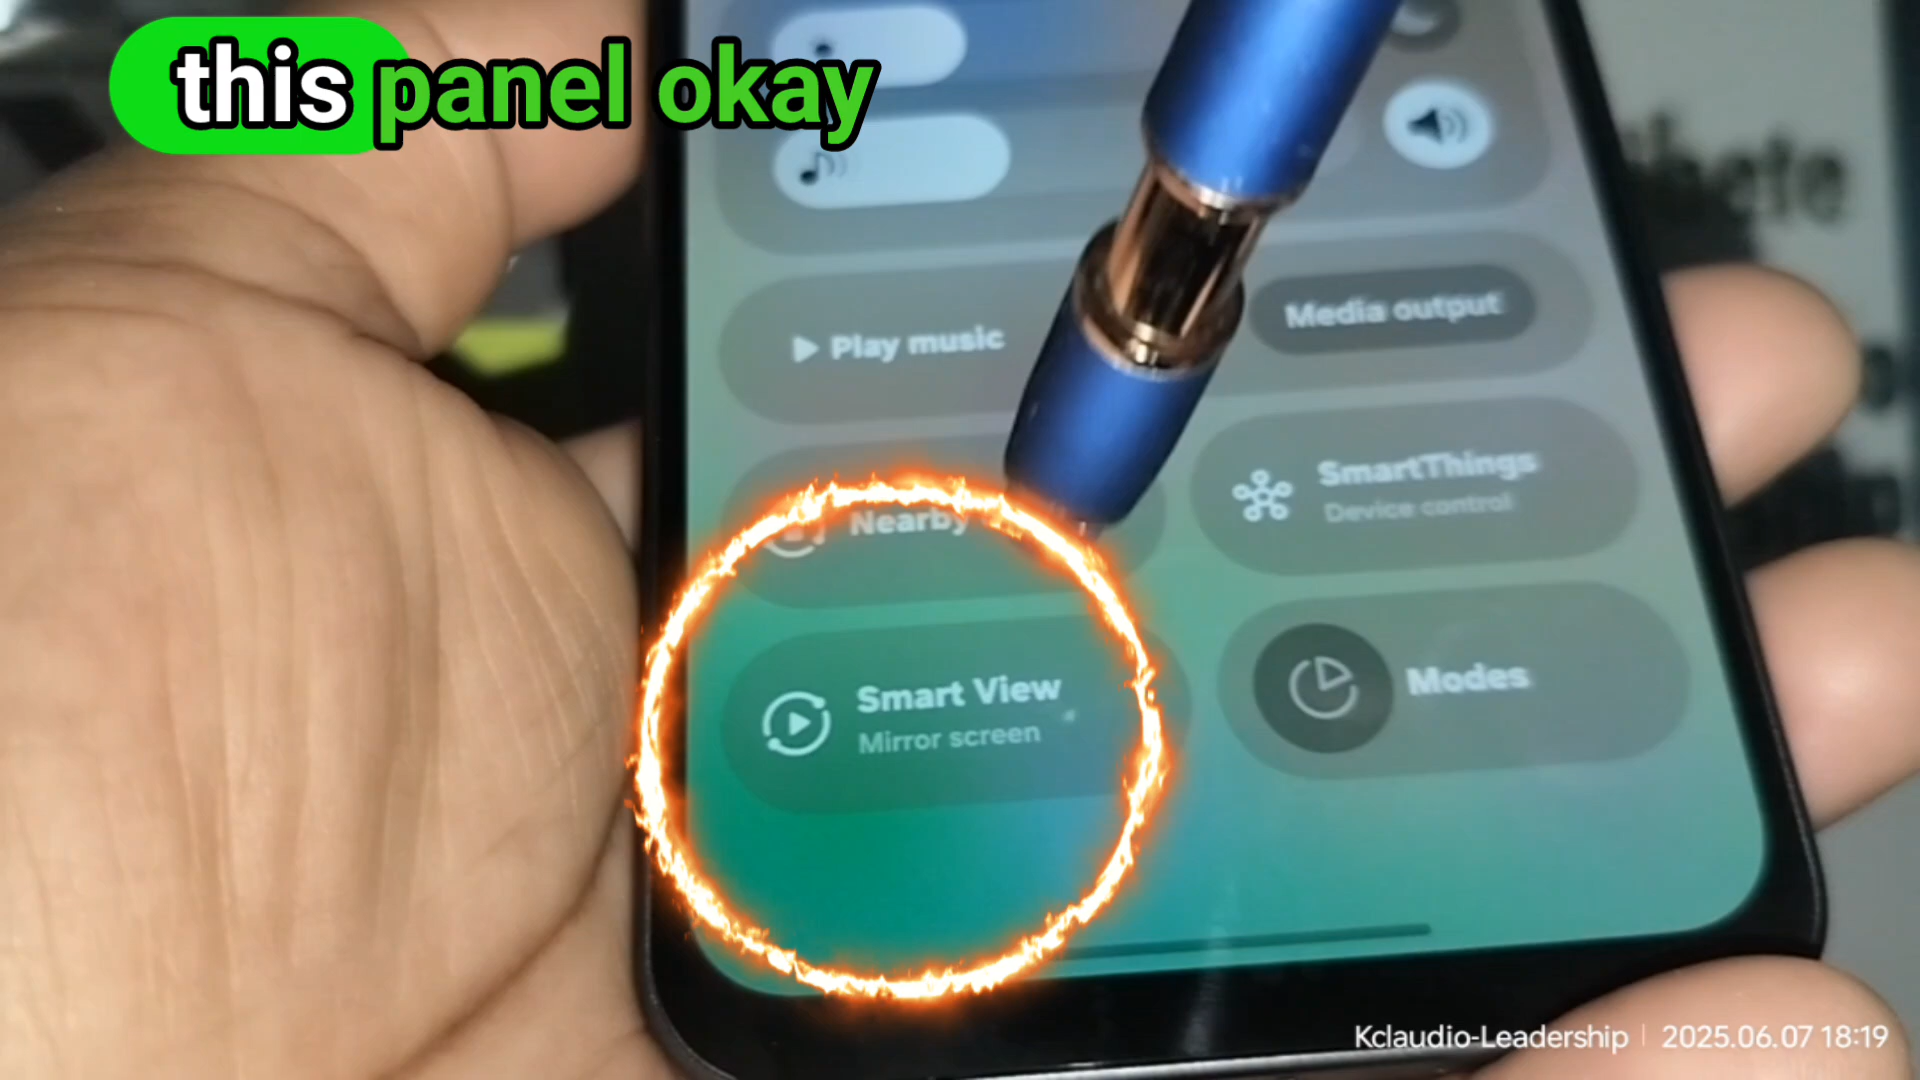 this panel okay
Play music
Media output
Nearby
SmartThings
Device control
Smart View
Mirror screen
Modes
Kclaudio-Leadership | 2025.06.07 18:19